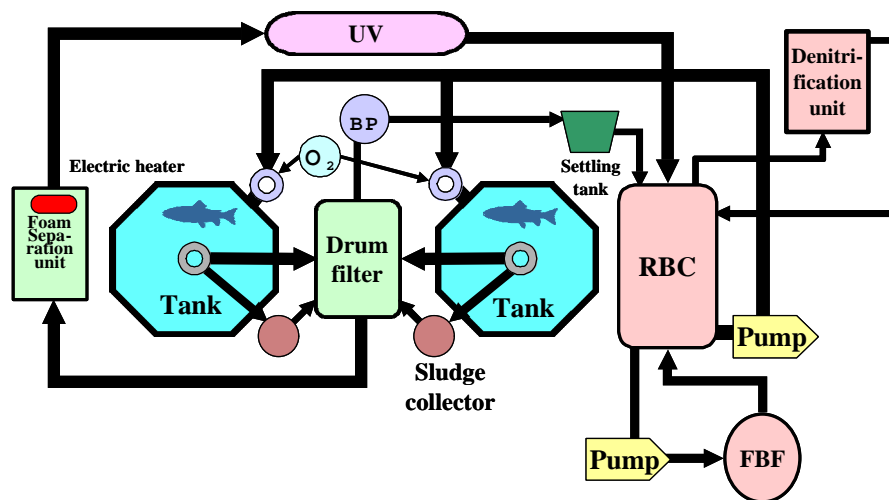 UV
Denitri-
fication
unit
BP
O2
Settling
tank
Electric heater
Foam
Sepa-
ration
unit
Drum
filter
Tank
Tank
RBC
Pump
Sludge
collector
Pump
FBF